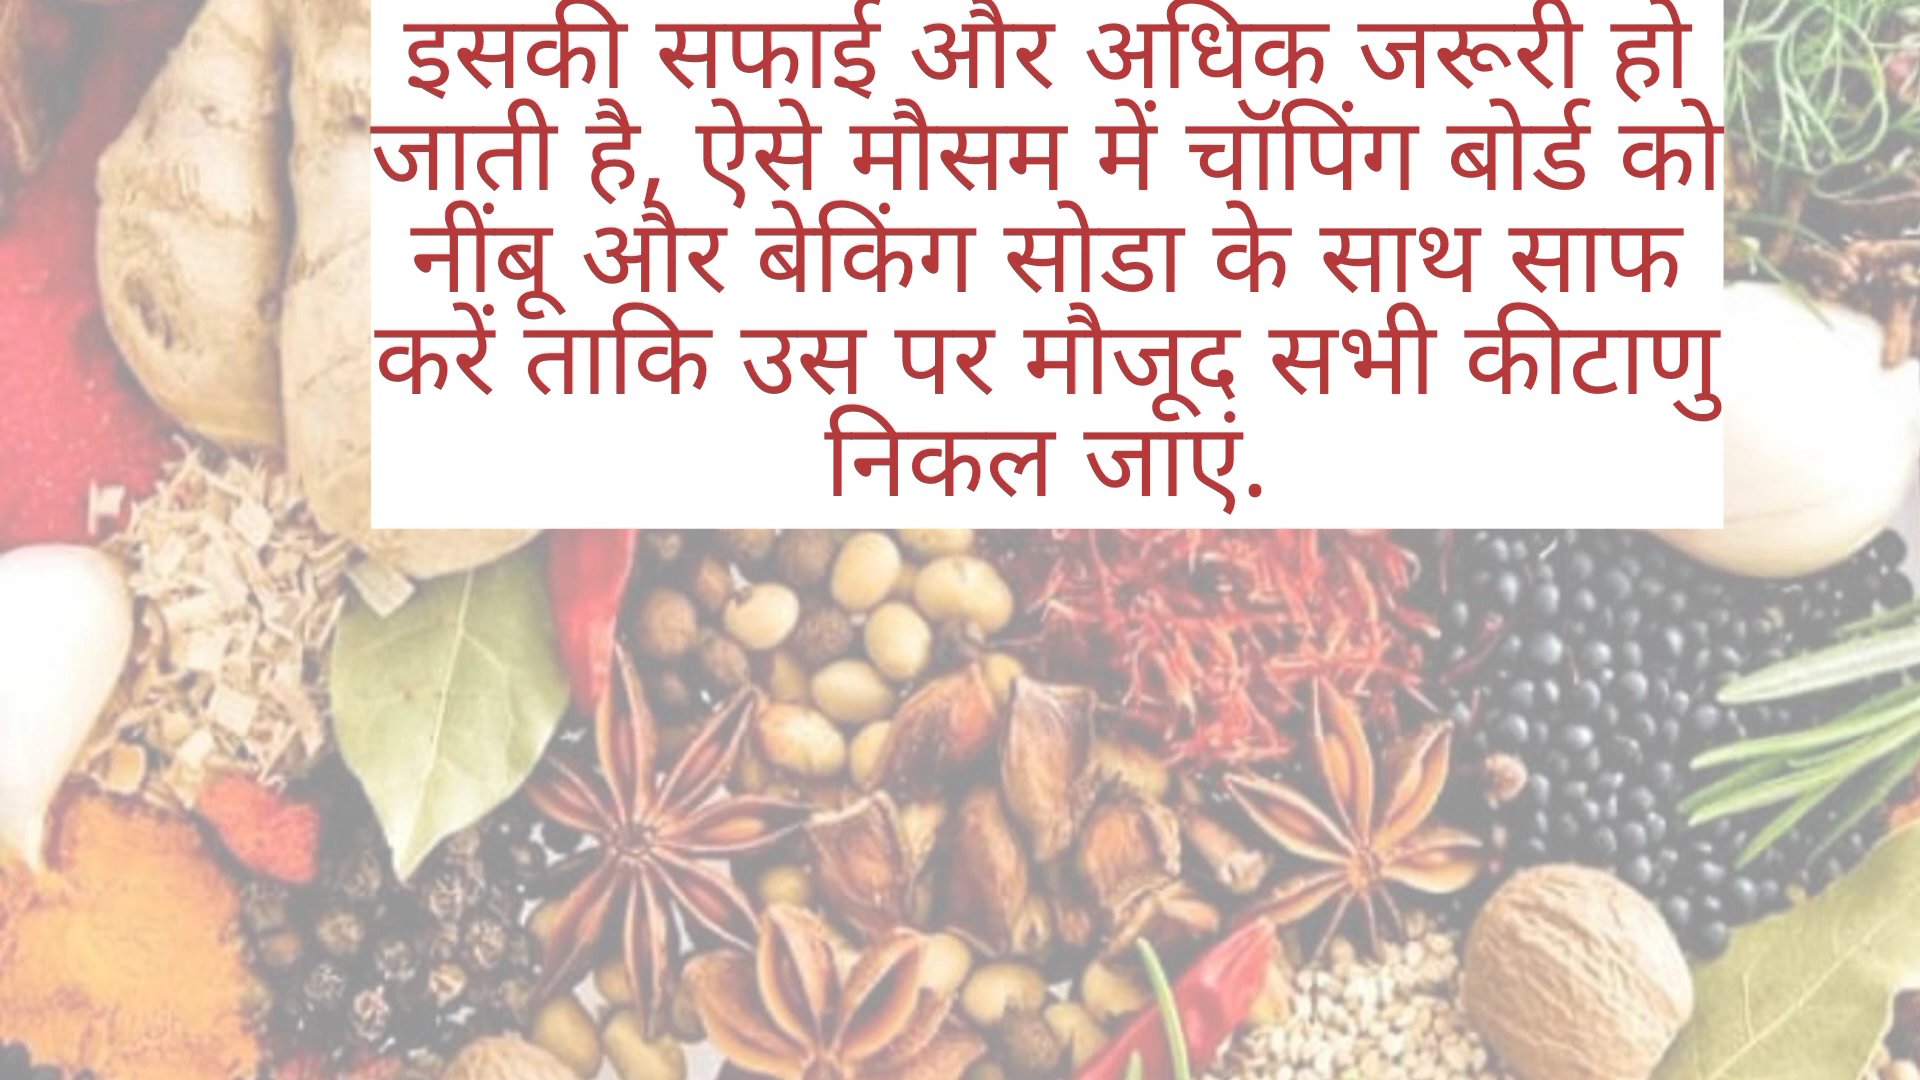 इसकी सफाई और अधिक जरूरी हो
जाती है, ऐसे मौसम में चॉपिंग बोर्ड को
नींबू और बेकिंग सोडा के साथ साफ
करें ताकि उस पर मौजूद सभी कीटाणु
निकल जाएं.